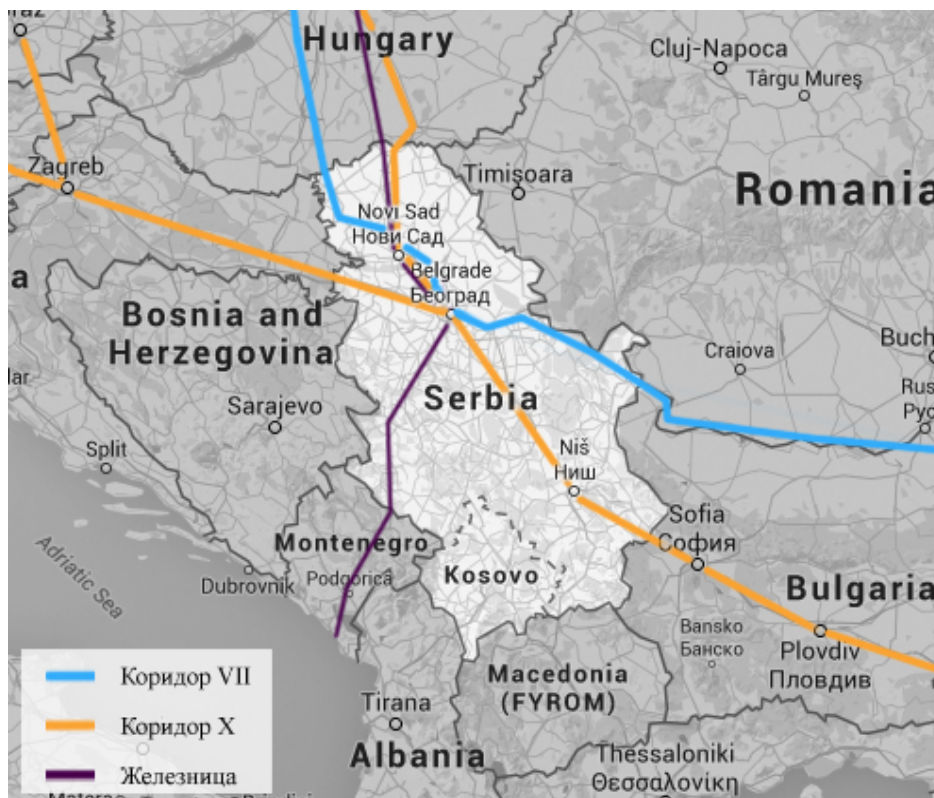 Hungary
Cluj-Napoca
Târgu Mureş
Zagreb
Timișoara
Romania
Novi Sad
Нови Сад
Belgrade
Београд
Bosnia and
Herzegovina
Craiova
Serbia
Sarajevo
Split
Niš
Ниш
Sofia
София
Montenegro
Adriatic Sea
Dubrovnik
Podgorica
Kosovo
Bulgaria
Bansko
Банско
Plovdiv
Пловдив
Macedonia
(FYROM)
Tirana
Albania
Thessaloniki
Θεσσαλονίκη
Коридор VII
Коридор X
Железница